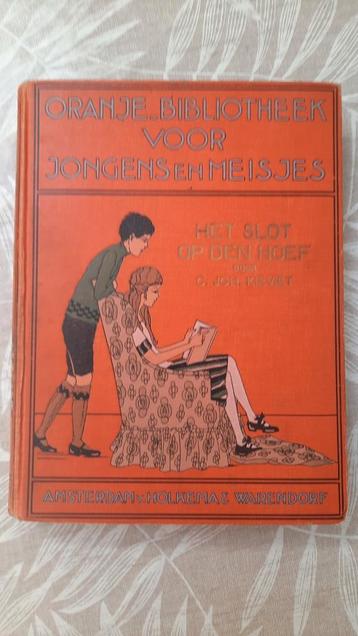 ORANJE-BIBLIOTHEEK
VOOR
JONGENS EN MEISJES
HET SLOT
OP DEN HOEF
DOOR
C. JOH. KIEVIET
AMSTERDAM v. HOLKEMA & WARENDORF